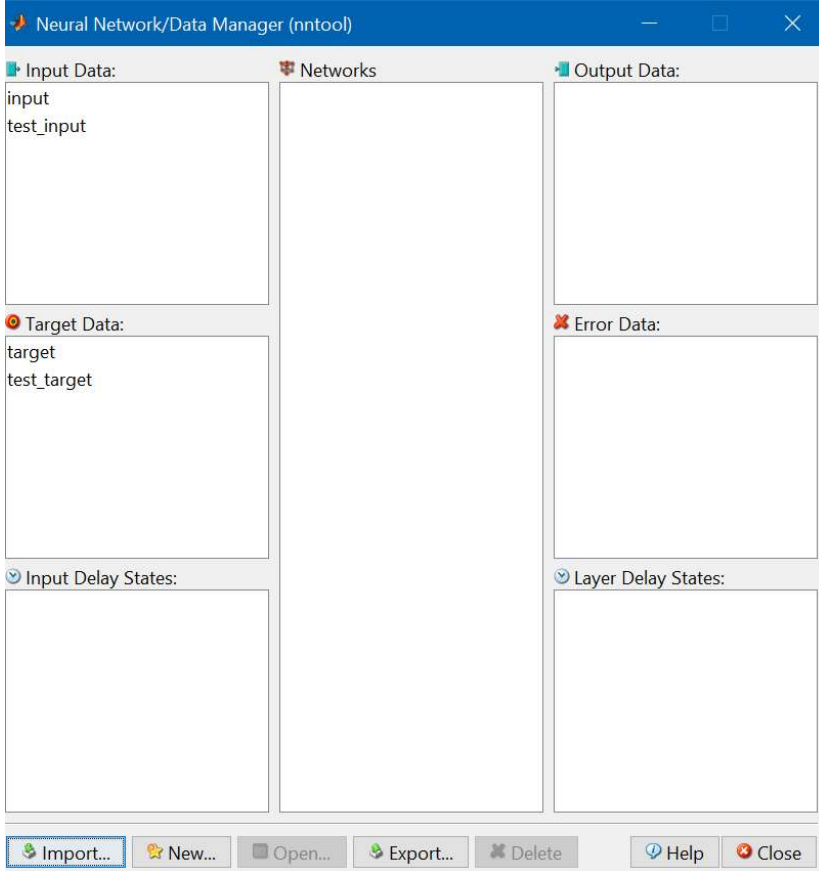 Neural Network/Data Manager (nntool)
Input Data:
input
test_input
Networks
Output Data:
Target Data:
target
test_target
Error Data:
Input Delay States:
Layer Delay States:
Import... New... Open... Export... Delete Help Close